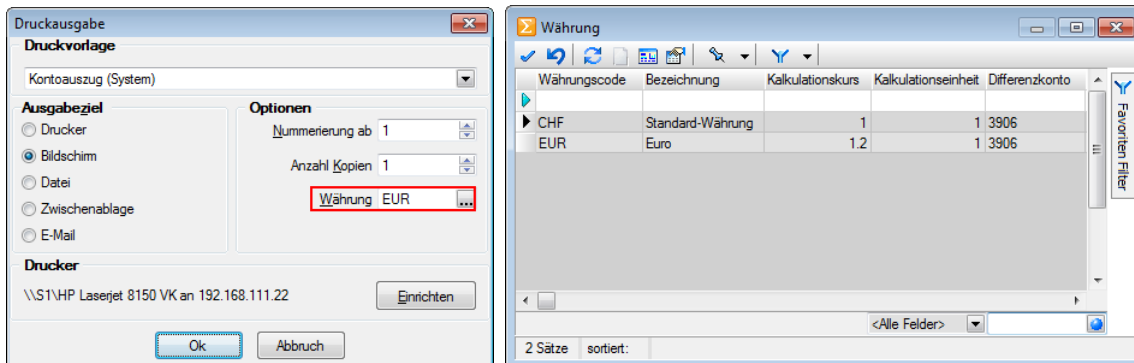 Druckausgabe
Druckvorlage
Kontoauszug (System)
Ausgabeziel
Drucker
Bildschirm
Datei
Zwischenablage
E-Mail
Optionen
Nummerierung ab 1
Anzahl Kopien 1
Währung EUR ...
Drucker
\\S1\HP Laserjet 8150 VK an 192.168.111.22
Einrichten
Ok Abbruch
Währung
Währungscode Bezeichnung Kalkulationskurs Kalkulationseinheit Differenzkonto
CHF Standard-Währung 1 1 3906
EUR Euro 1.2 1 3906
Favoriten Filter
<Alle Felder>
2 Sätze sortiert: